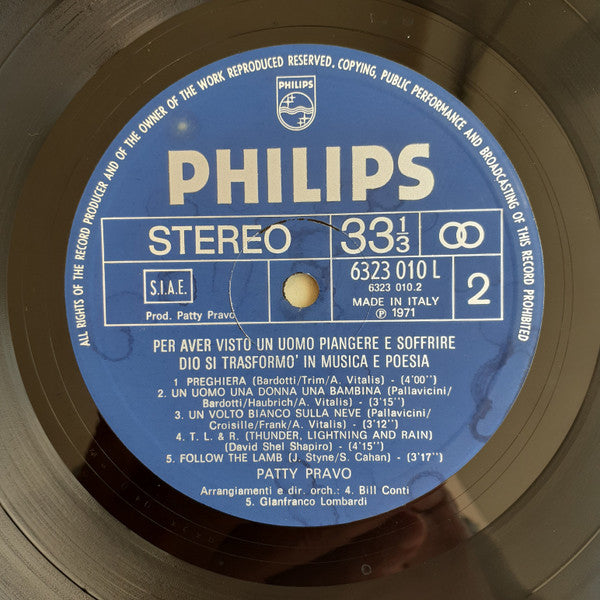 ALL RIGHTS OF THE RECORD PRODUCER AND OF THE OWNER OF THE WORK REPRODUCED RESERVED. COPYING, PUBLIC PERFORMANCE AND BROADCASTING OF THIS RECORD PROHIBITED
PHILIPS
PHILIPS
STEREO 33 1/3
S.I.A.E.
Prod. Patty Pravo
6323 010 L
6323 010.2
MADE IN ITALY
Ⓟ 1971
2
PER AVER VISTO UN UOMO PIANGERE E SOFFRIRE
DIO SI TRASFORMO' IN MUSICA E POESIA
1 PREGHIERA (Bardotti/Trim/A. Vitalis) - (4'00'')
2. UN UOMO UNA DONNA UNA BAMBINA (Pallavicini/
Bardotti/Haubrich/A. Vitalis) - (3'15'')
3. UN VOLTO BIANCO SULLA NEVE (Pallavicini/
Croisille/Frank/A. Vitalis) - (3'12'')
4. T. L. & R. (THUNDER, LIGHTNING AND RAIN)
(David Shel Shapiro) - (4'15'')
5. FOLLOW THE LAMB (J. Styne/S. Cahan) - (3'17'')
PATTY PRAVO
Arrangiamenti e dir. orch.: 4. Bill Conti
5. Gianfranco Lombardi